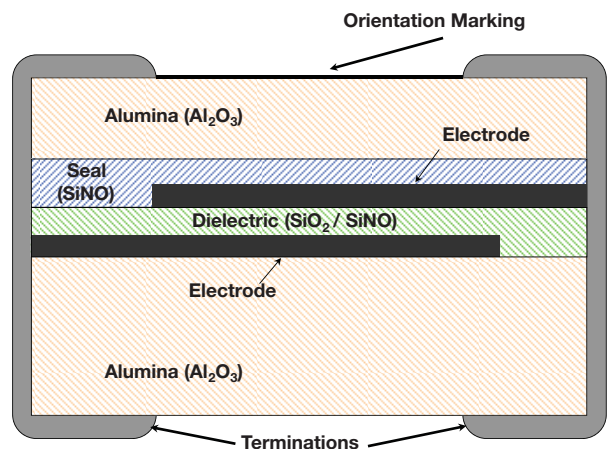 Orientation Marking
Alumina (Al₂O₃)
Electrode
Seal
(SiNO)
Dielectric (SiO₂ / SiNO)
Electrode
Alumina (Al₂O₃)
Terminations